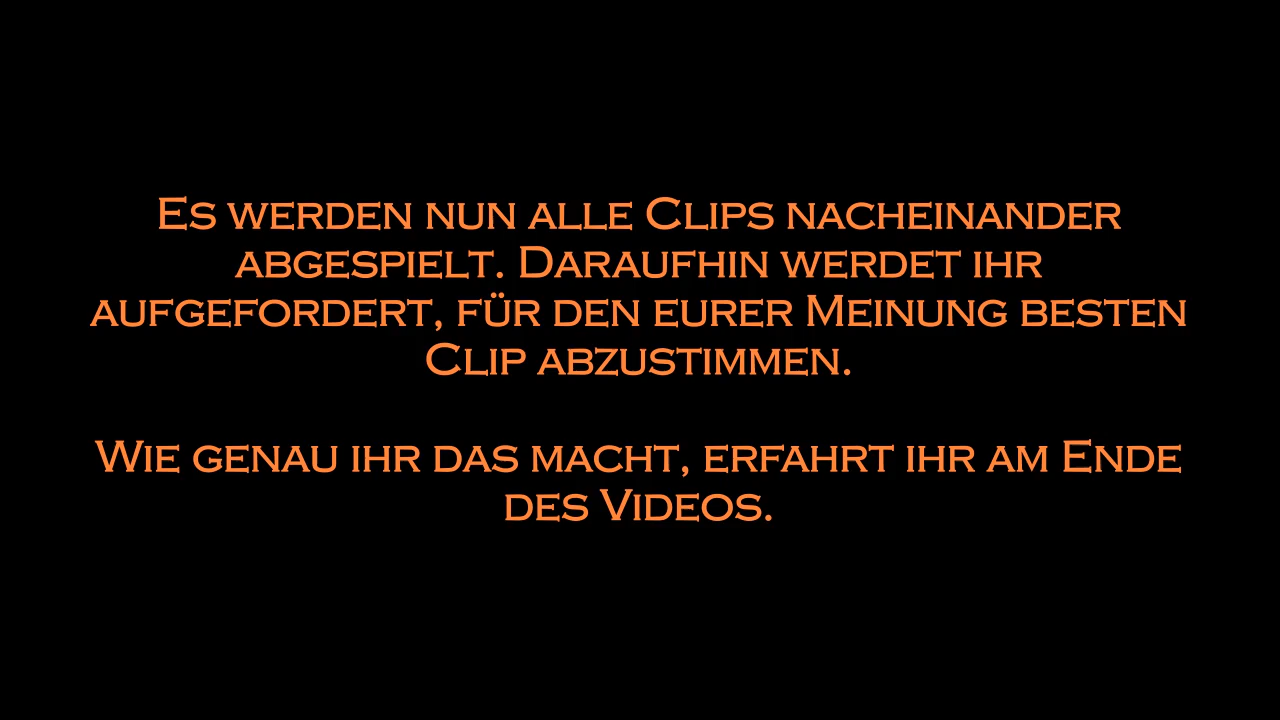 Es werden nun alle Clips nacheinander
abgespielt. Daraufhin werdet ihr
aufgefordert, für den eurer Meinung besten
Clip abzustimmen.
Wie genau ihr das macht, erfahrt ihr am Ende
des Videos.